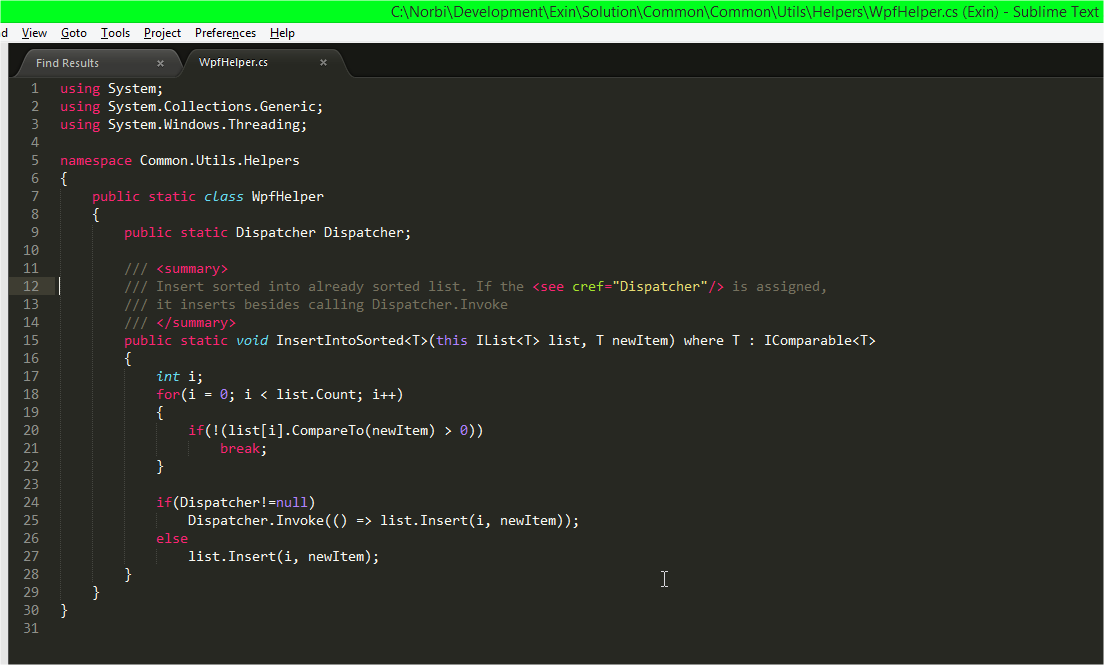 C:\Norbi\Development\Exin\Solution\Common\Common\Utils\Helpers\WpfHelper.cs (Exin) - Sublime Text
d View Goto Tools Project Preferences Help
Find Results × WpfHelper.cs ×
1 using System;
2 using System.Collections.Generic;
3 using System.Windows.Threading;
4
5 namespace Common.Utils.Helpers
6 {
7 public static class WpfHelper
8 {
9 public static Dispatcher Dispatcher;
10
11 /// <summary>
12 /// Insert sorted into already sorted list. If the <see cref="Dispatcher"/> is assigned,
13 /// it inserts besides calling Dispatcher.Invoke
14 /// </summary>
15 public static void InsertIntoSorted<T>(this IList<T> list, T newItem) where T : IComparable<T>
16 {
17 int i;
18 for(i = 0; i < list.Count; i++)
19 {
20 if(!(list[i].CompareTo(newItem) > 0))
21 break;
22 }
23
24 if(Dispatcher!=null)
25 Dispatcher.Invoke(() => list.Insert(i, newItem));
26 else
27 list.Insert(i, newItem);
28 }
29 }
30 }
31